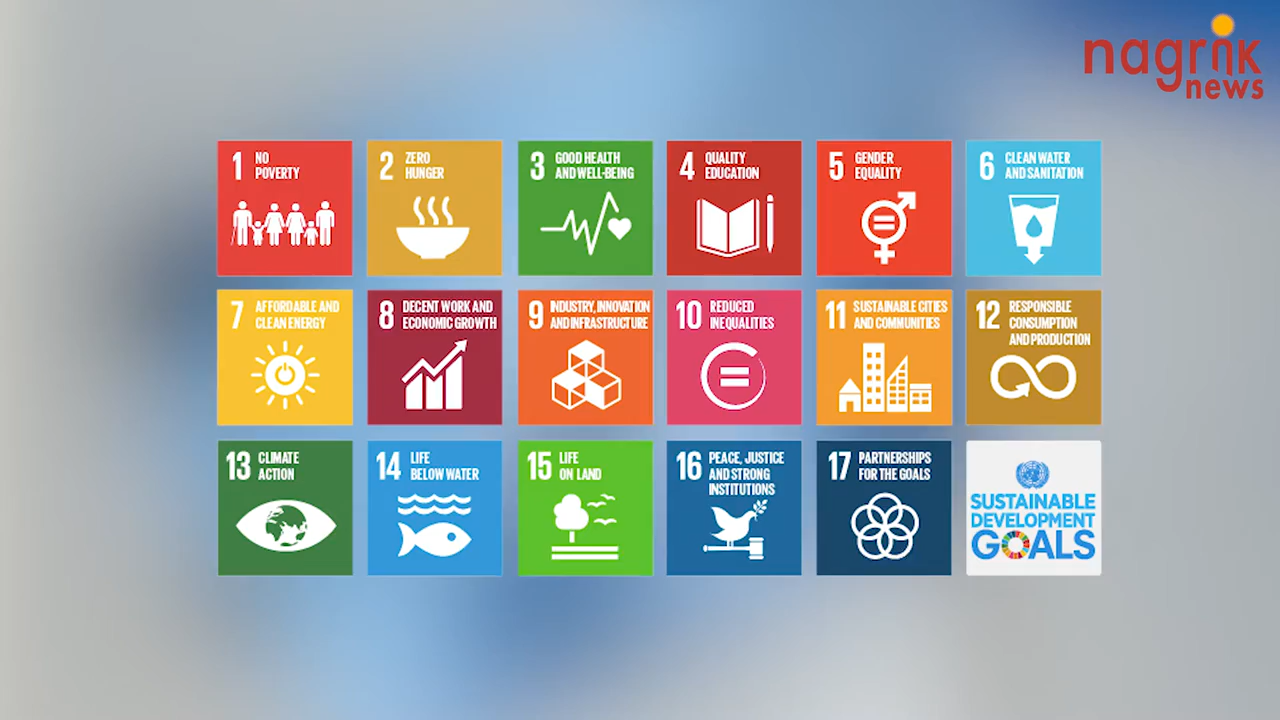 nagrik
news
1 NO
POVERTY
2 ZERO
HUNGER
3 GOOD HEALTH
AND WELL-BEING
4 QUALITY
EDUCATION
5 GENDER
EQUALITY
6 CLEAN WATER
AND SANITATION
7 AFFORDABLE AND
CLEAN ENERGY
8 DECENT WORK AND
ECONOMIC GROWTH
9 INDUSTRY, INNOVATION
AND INFRASTRUCTURE
10 REDUCED
INEQUALITIES
11 SUSTAINABLE CITIES
AND COMMUNITIES
12 RESPONSIBLE
CONSUMPTION
AND PRODUCTION
13 CLIMATE
ACTION
14 LIFE
BELOW WATER
15 LIFE
ON LAND
16 PEACE, JUSTICE
AND STRONG
INSTITUTIONS
17 PARTNERSHIPS
FOR THE GOALS
SUSTAINABLE
DEVELOPMENT
GOALS